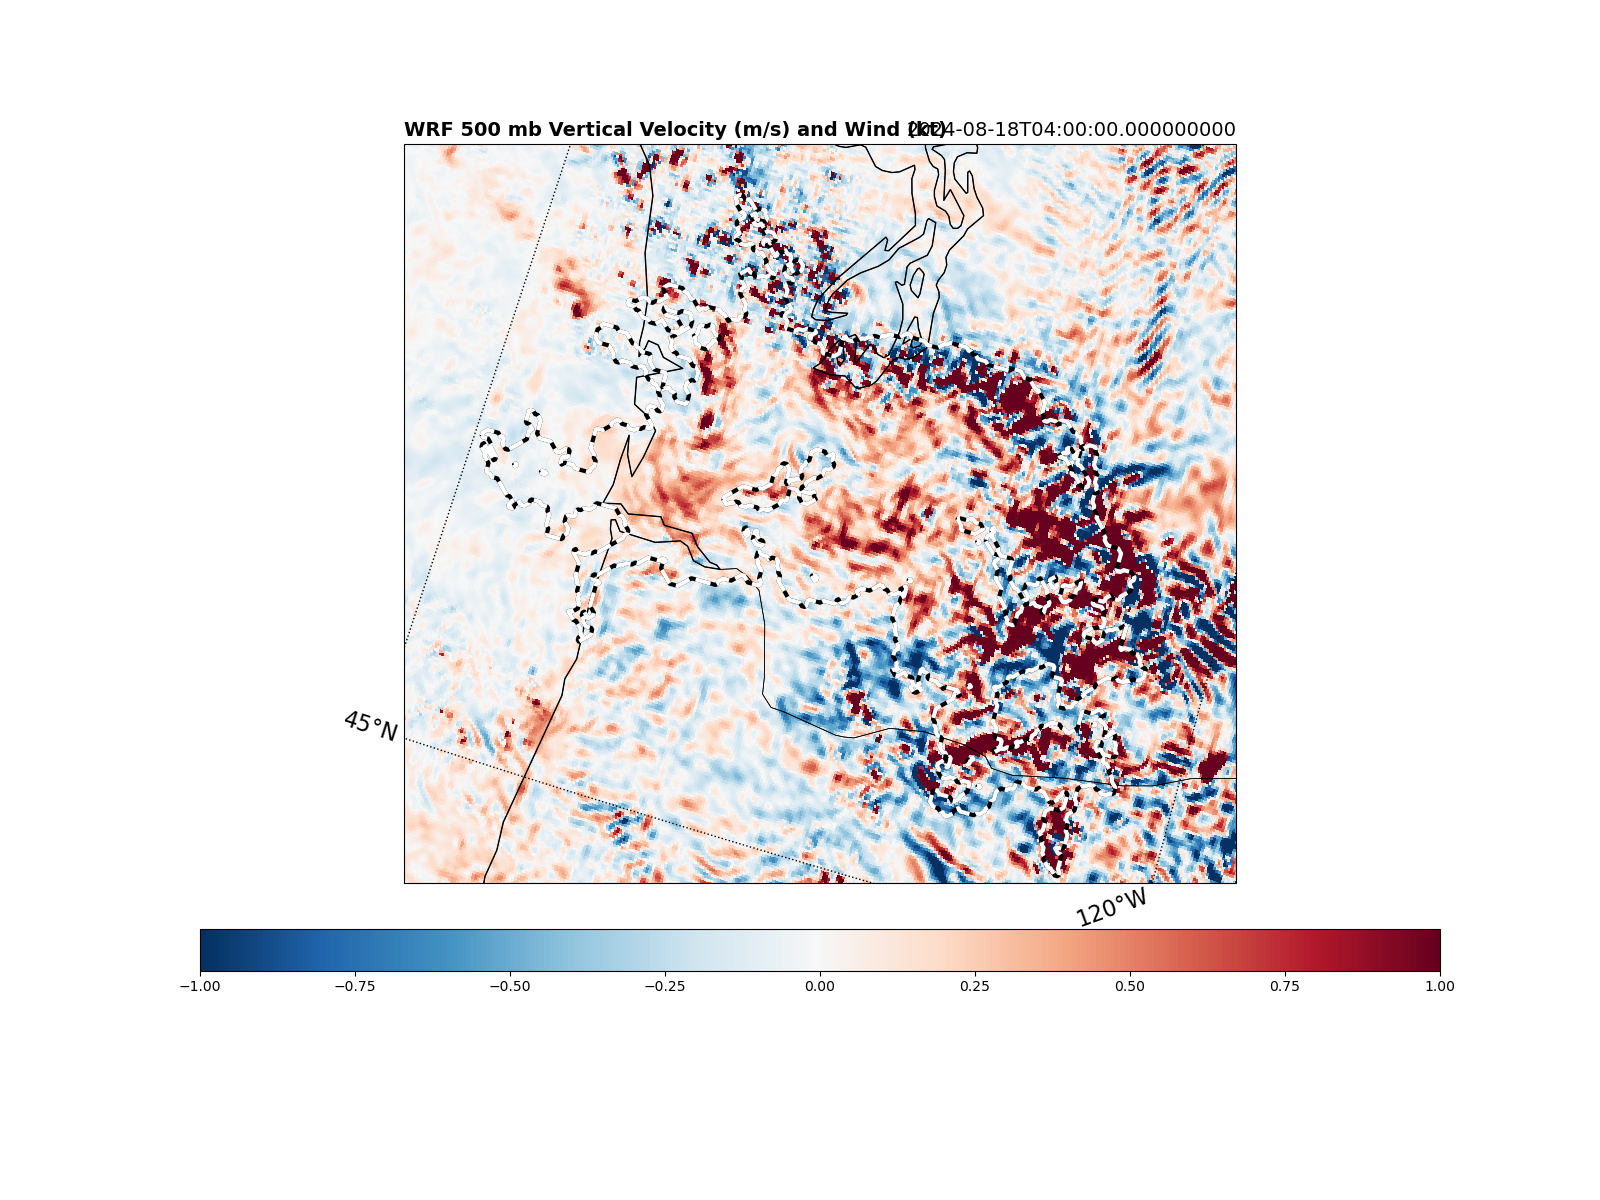 WRF 500 mb Vertical Velocity (m/s) and Wind (kt)
2024-08-18T04:00:00.000000000
45°N
120°W
−1.00 −0.75 −0.50 −0.25 0.00 0.25 0.50 0.75 1.00